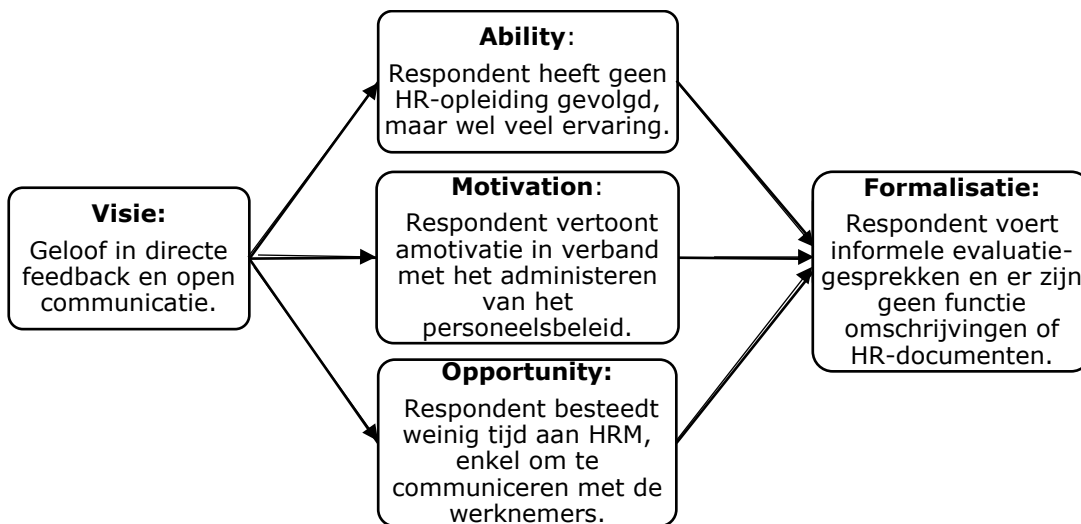 Visie:
Geloof in directe
feedback en open
communicatie.
Ability:
Respondent heeft geen
HR-opleiding gevolgd,
maar wel veel ervaring.
Motivation:
Respondent vertoont
amotivatie in verband
met het administeren
van het
personeelsbeleid.
Opportunity:
Respondent besteedt
weinig tijd aan HRM,
enkel om te
communiceren met de
werknemers.
Formalisatie:
Respondent voert
informele evaluatie-
gesprekken en er zijn
geen functie
omschrijvingen of
HR-documenten.